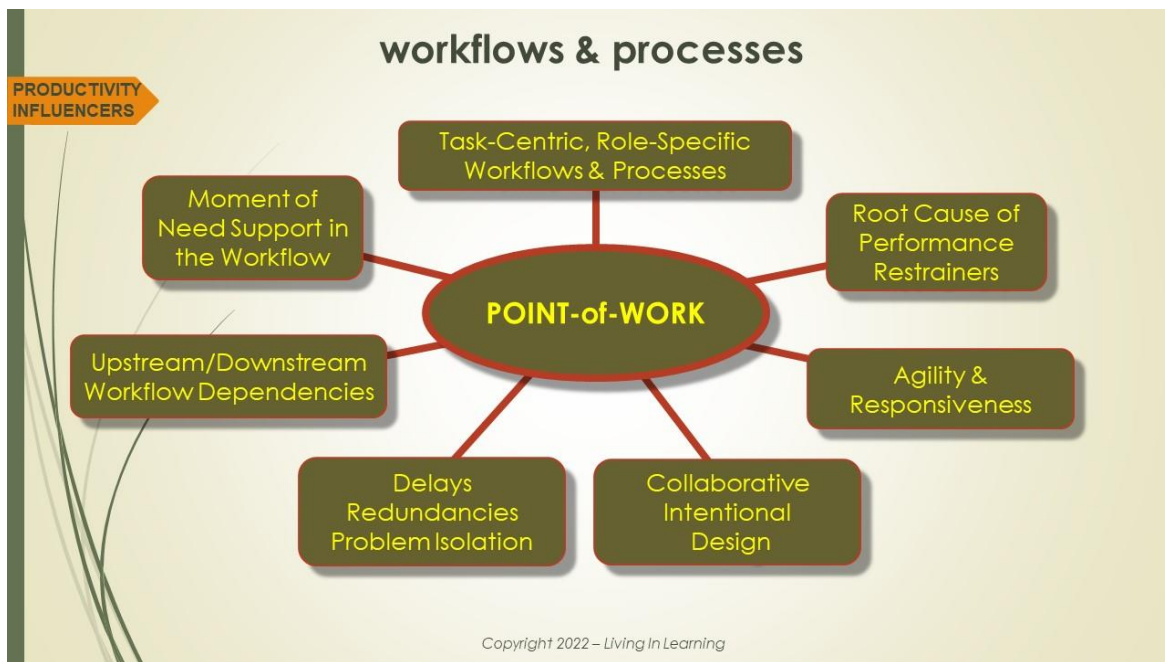 workflows & processes
PRODUCTIVITY
INFLUENCERS
Task-Centric, Role-Specific
Workflows & Processes
Moment of
Need Support in
the Workflow
Root Cause of
Performance
Restrainers
POINT-of-WORK
Upstream/Downstream
Workflow Dependencies
Agility &
Responsiveness
Delays
Redundancies
Problem Isolation
Collaborative
Intentional
Design
Copyright 2022 – Living In Learning